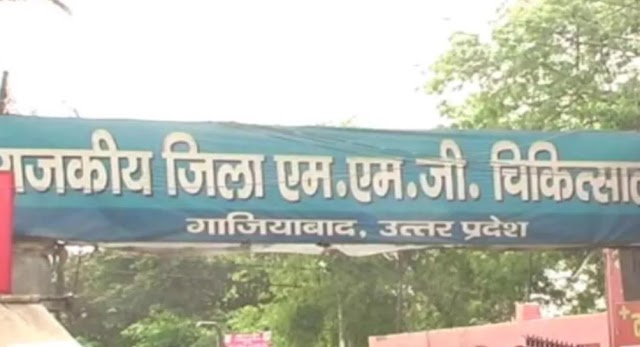 राजकीय जिला एम.एम.जी. चिकित्साल
गाजियाबाद, उत्तर प्रदेश